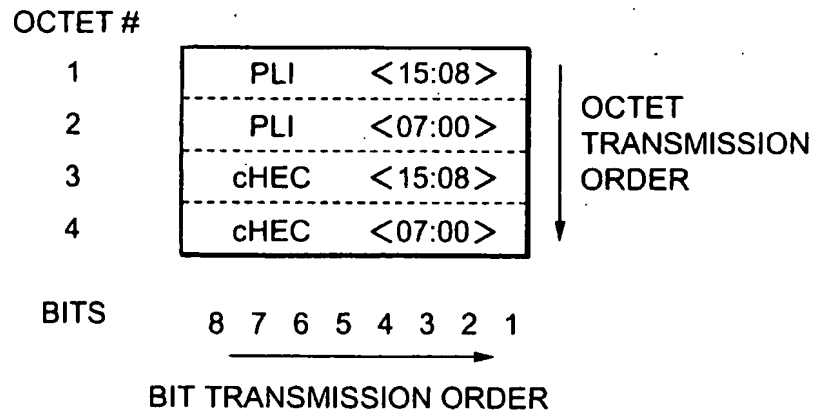 OCTET #
1 PLI <15:08>
2 PLI <07:00>
3 cHEC <15:08>
4 cHEC <07:00>
OCTET
TRANSMISSION
ORDER
BITS 8 7 6 5 4 3 2 1
BIT TRANSMISSION ORDER